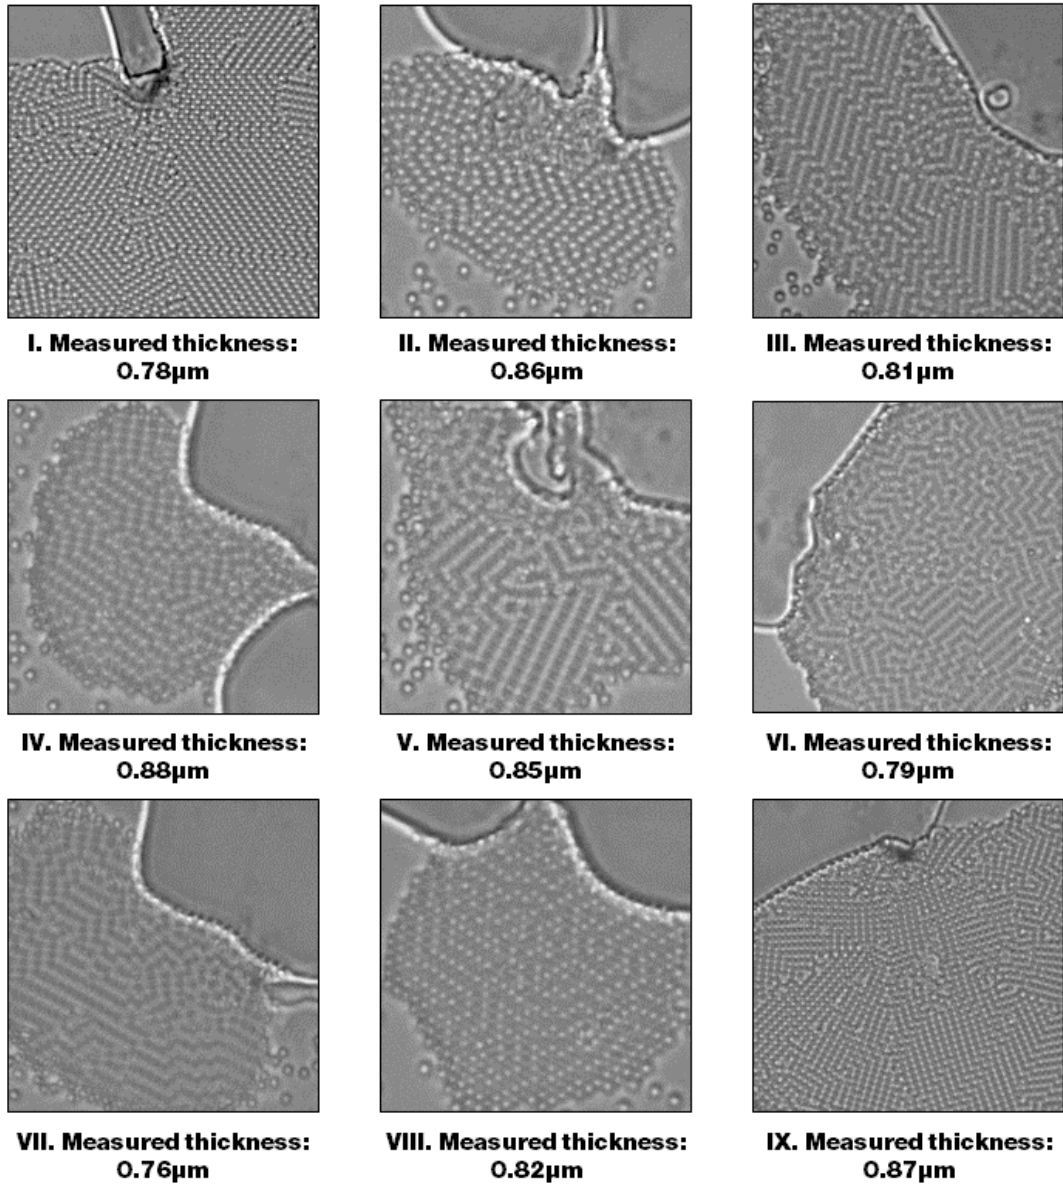 I. Measured thickness:
0.78µm
II. Measured thickness:
0.86µm
III. Measured thickness:
0.81µm
IV. Measured thickness:
0.88µm
V. Measured thickness:
0.85µm
VI. Measured thickness:
0.79µm
VII. Measured thickness:
0.76µm
VIII. Measured thickness:
0.82µm
IX. Measured thickness:
0.87µm